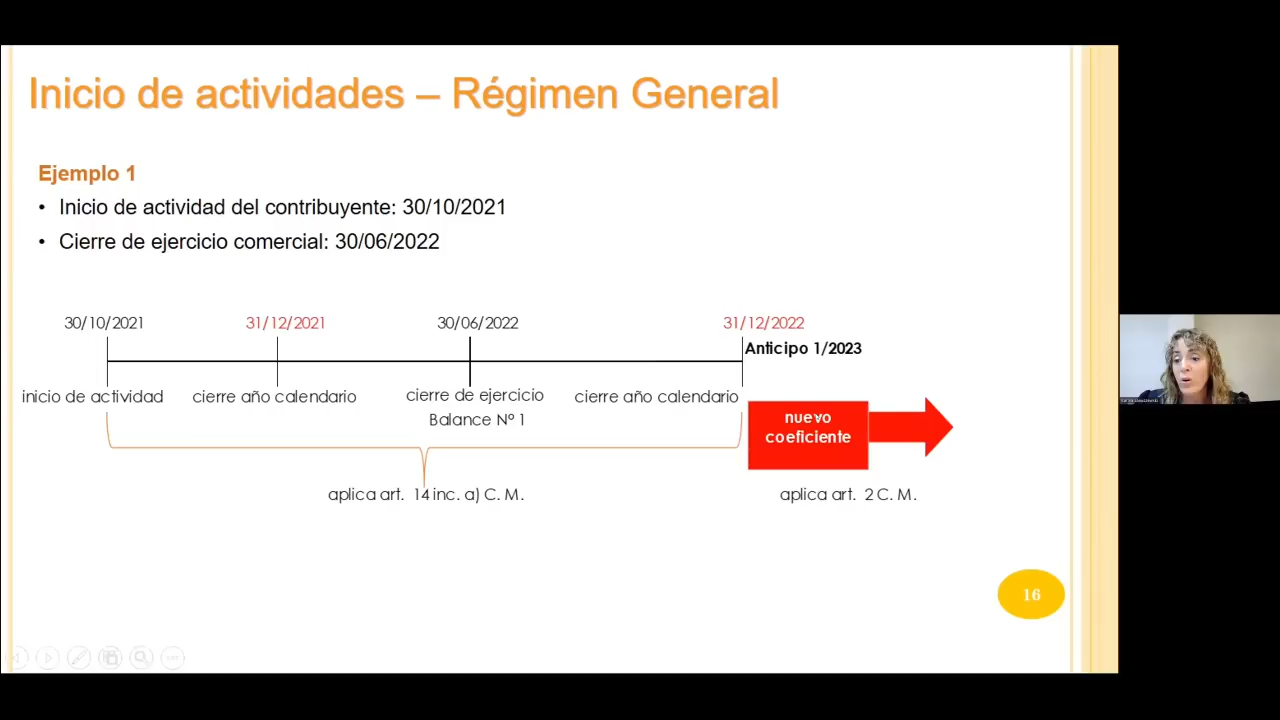 Inicio de actividades – Régimen General
Ejemplo 1
• Inicio de actividad del contribuyente: 30/10/2021
• Cierre de ejercicio comercial: 30/06/2022
30/10/2021 31/12/2021 30/06/2022 31/12/2022
Anticipo 1/2023
inicio de actividad cierre año calendario cierre de ejercicio cierre año calendario
Balance Nº 1
nuevo
coeficiente
aplica art. 14 inc. a) C. M. aplica art. 2 C. M.
16